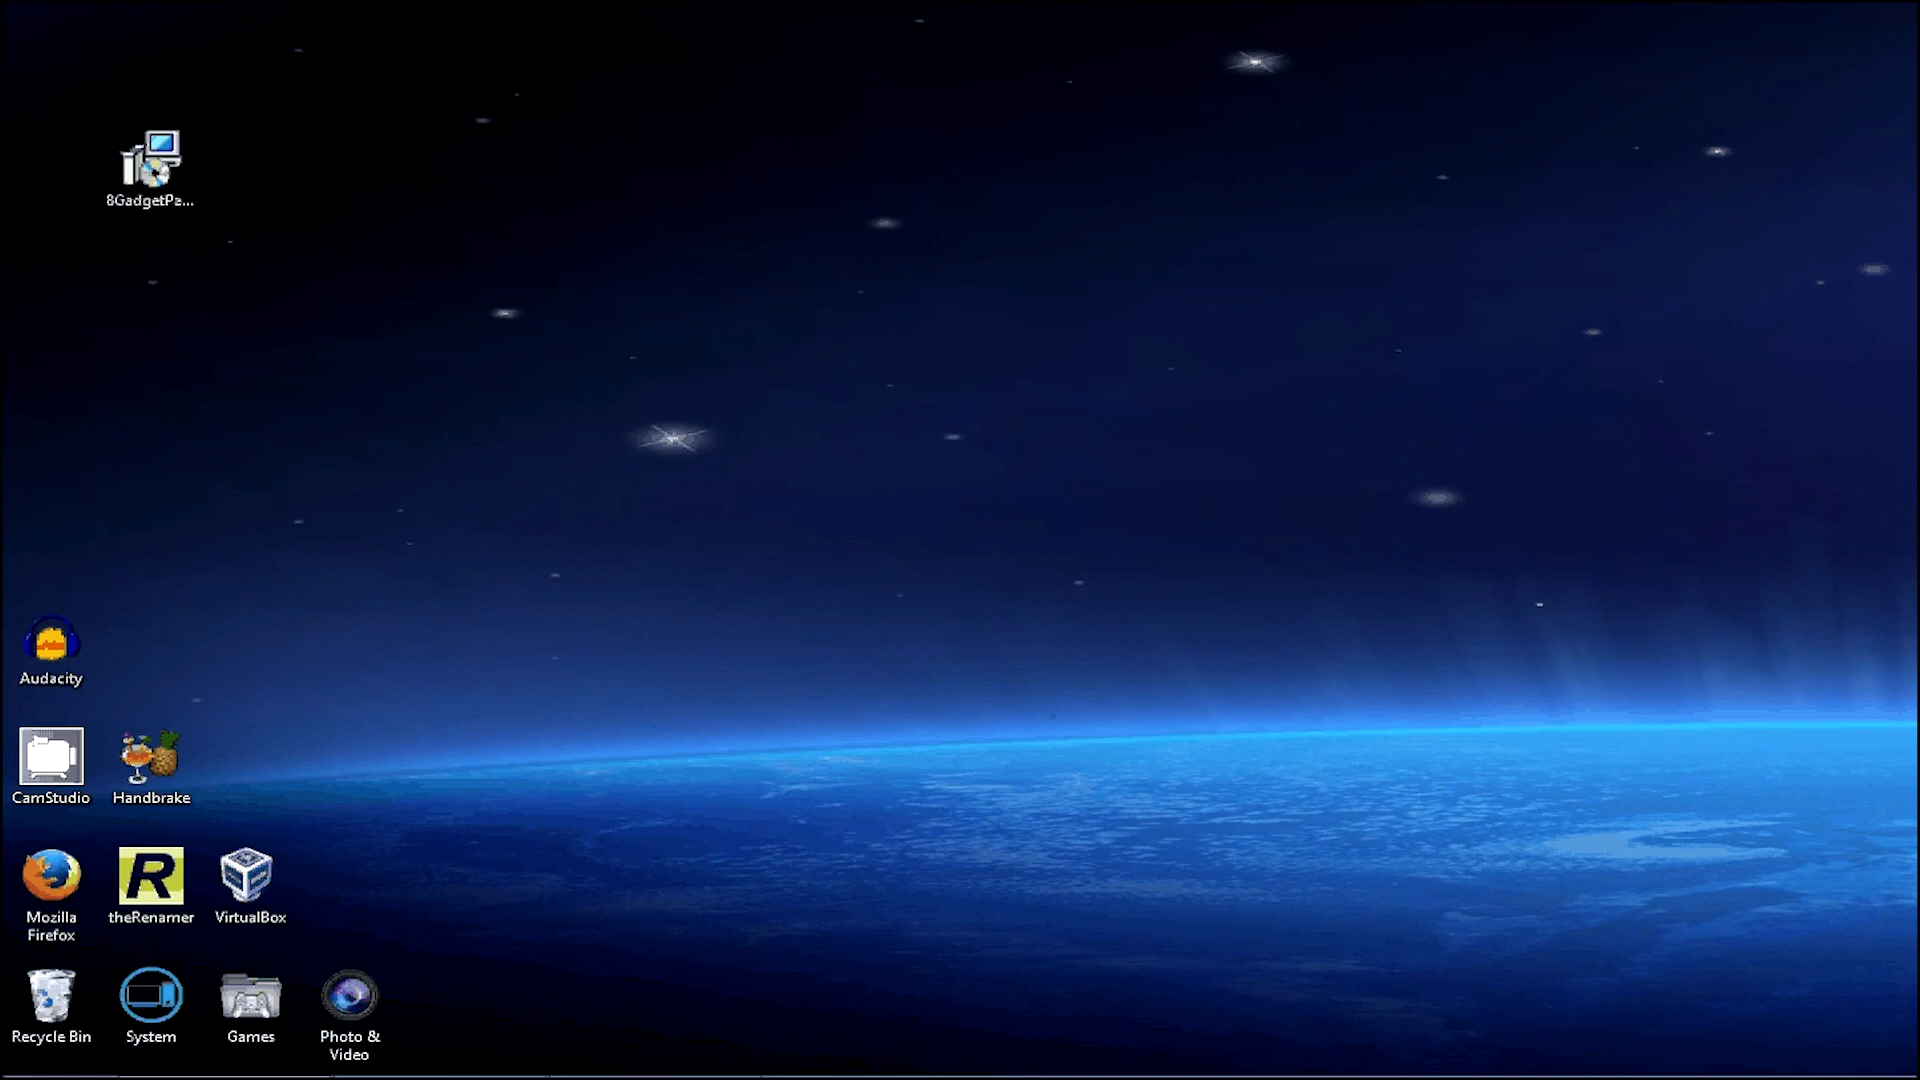 8GadgetPa...
Audacity
CamStudio
Handbrake
Mozilla
Firefox
R
theRenamer
VirtualBox
Recycle Bin
System
Games
Photo &
Video